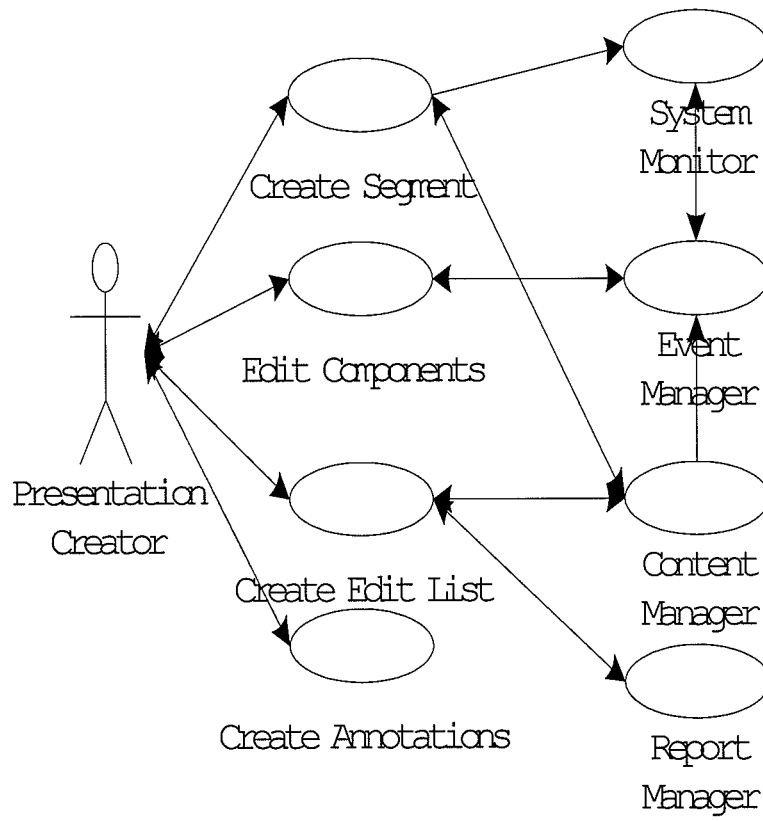 System
Monitor
Create Segment
Event
Manager
Edit Components
Presentation
Creator
Content
Manager
Create Edit List
Create Annotations
Report
Manager